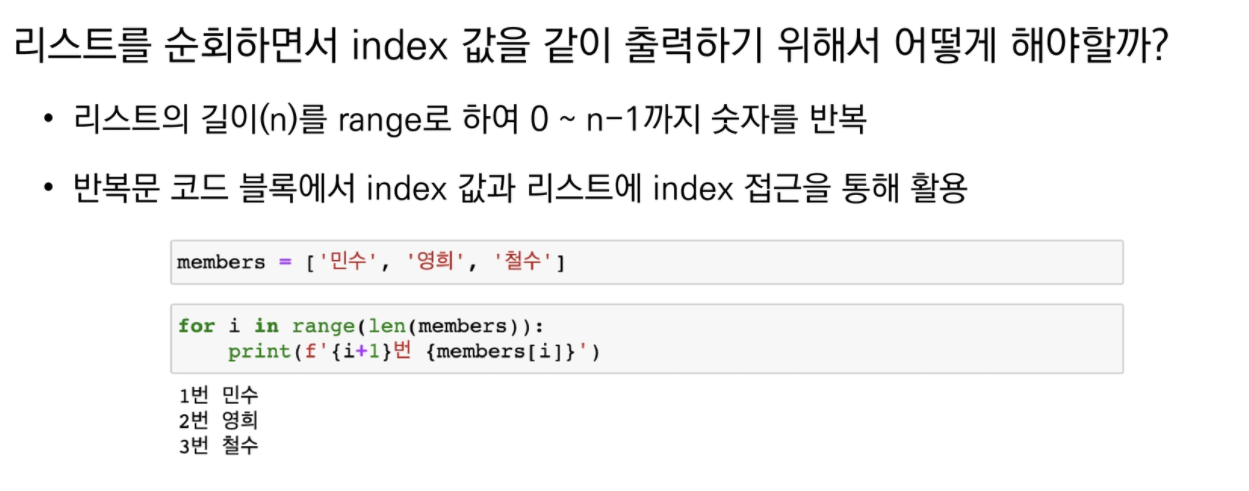 리스트를 순회하면서 index 값을 같이 출력하기 위해서 어떻게 해야할까?
• 리스트의 길이(n)를 range로 하여 0 ~ n-1까지 숫자를 반복
• 반복문 코드 블록에서 index 값과 리스트에 index 접근을 통해 활용
members = ['민수', '영희', '철수']
for i in range(len(members)):
    print(f'{i+1}번 {members[i]}')
1번 민수
2번 영희
3번 철수